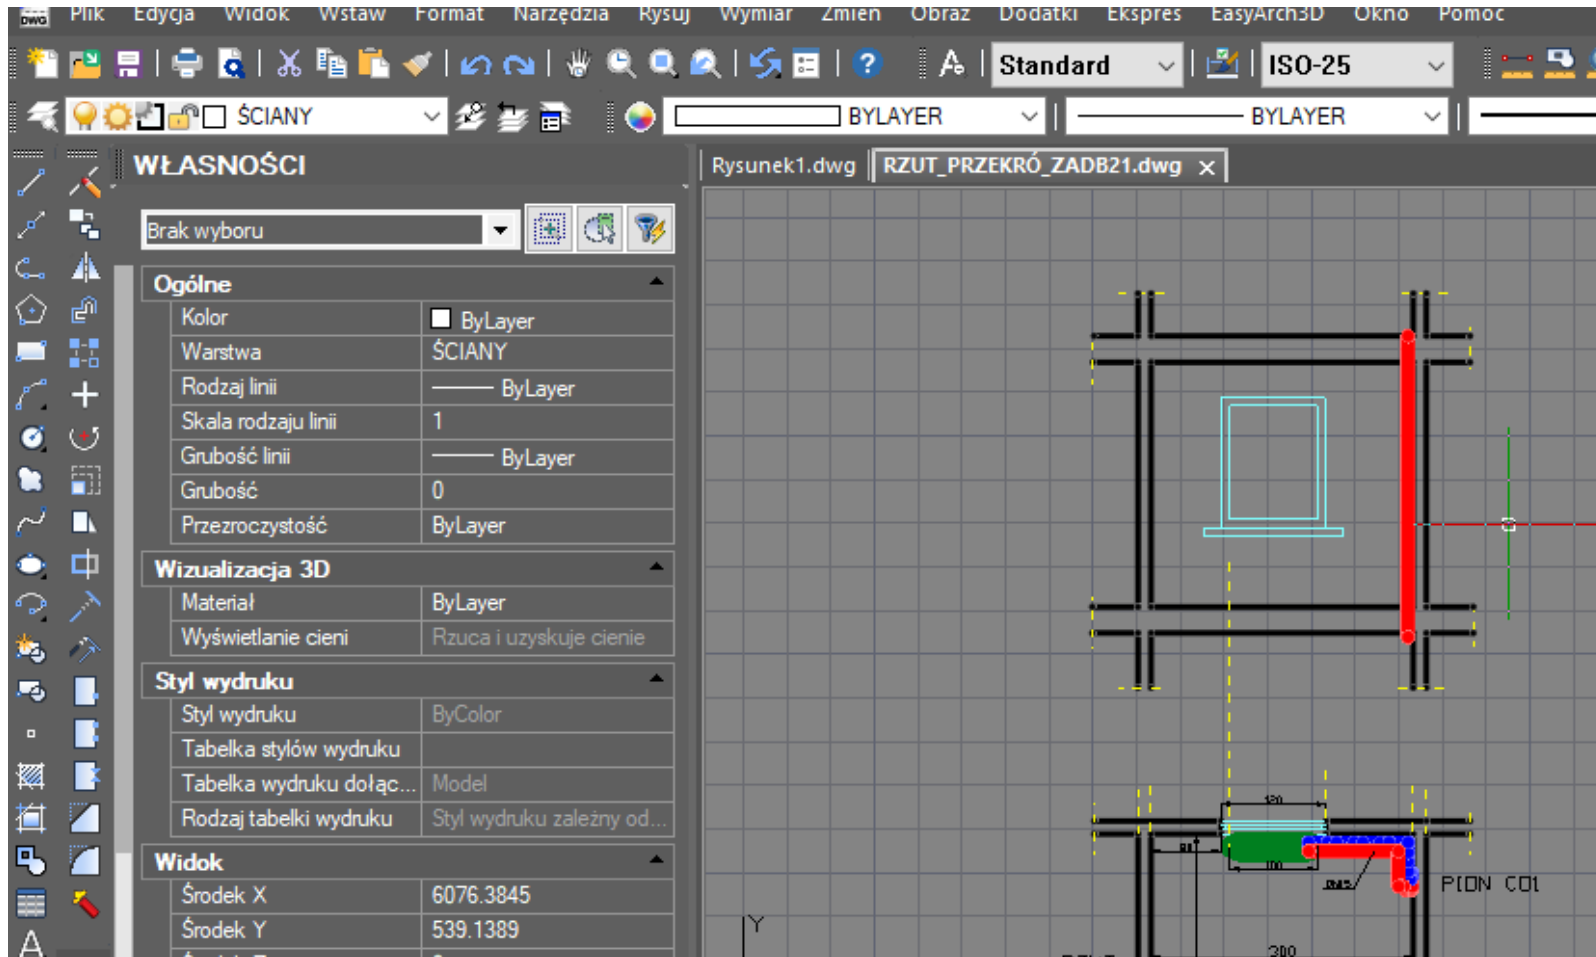 DWG Plik Edycja Widok Wstaw Format Narzędzia Rysuj Wymiar Zmień Obraz Dodatki Ekspres EasyArch3D Okno Pomoc
A Standard ISO-25
ŚCIANY BYLAYER BYLAYER
WŁASNOŚCI
Rysunek1.dwg RZUT_PRZEKRÓ_ZADB21.dwg
Brak wyboru
Ogólne
Kolor ByLayer
Warstwa ŚCIANY
Rodzaj linii ByLayer
Skala rodzaju linii 1
Grubość linii ByLayer
Grubość 0
Przezroczystość ByLayer
Wizualizacja 3D
Materiał ByLayer
Wyświetlanie cieni Rzuca i uzyskuje cienie
Styl wydruku
Styl wydruku ByColor
Tabelka stylów wydruku
Tabelka wydruku dołąc... Model
Rodzaj tabelki wydruku Styl wydruku zależny od...
Widok
Środek X 6076.3845
Środek Y 539.1389
A
120
100
PION CO1
Y
300